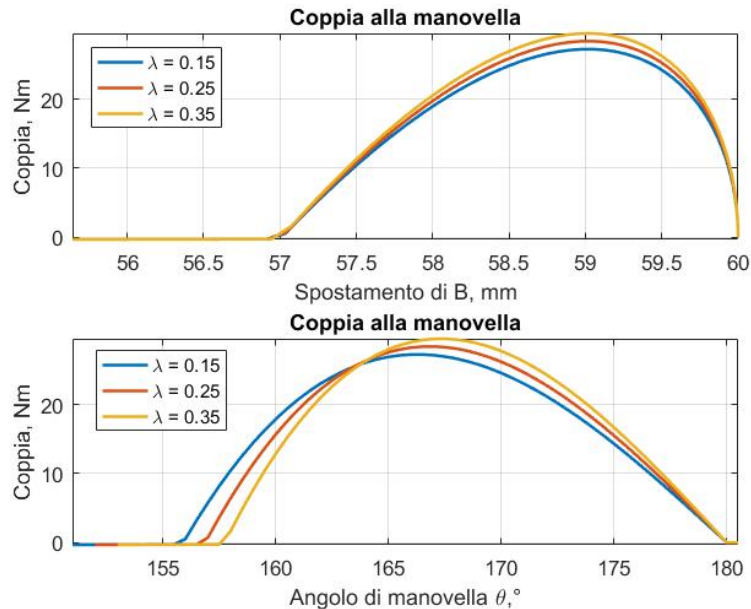 Coppia alla manovella
Coppia, Nm
20
10
0
λ = 0.15
λ = 0.25
λ = 0.35
56 56.5 57 57.5 58 58.5 59 59.5 60
Spostamento di B, mm
Coppia alla manovella
Coppia, Nm
20
10
0
λ = 0.15
λ = 0.25
λ = 0.35
155 160 165 170 175 180
Angolo di manovella θ,°